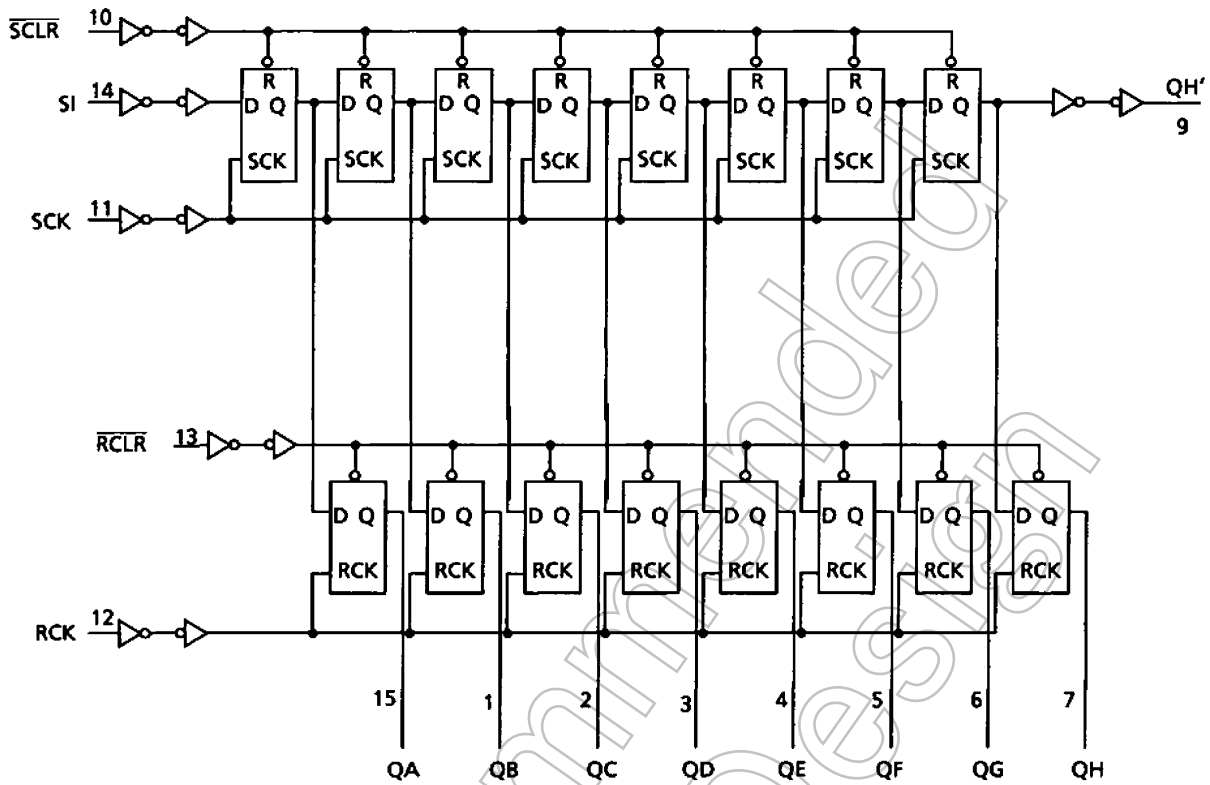 SCLR 10
R R R R R R R R
SI 14 D Q D Q D Q D Q D Q D Q D Q D Q QH' 9
SCK SCK SCK SCK SCK SCK SCK SCK
SCK 11
RCLR 13
D Q D Q D Q D Q D Q D Q D Q D Q
RCK RCK RCK RCK RCK RCK RCK RCK
RCK 12
15 1 2 3 4 5 6 7
QA QB QC QD QE QF QG QH
mmended
esign